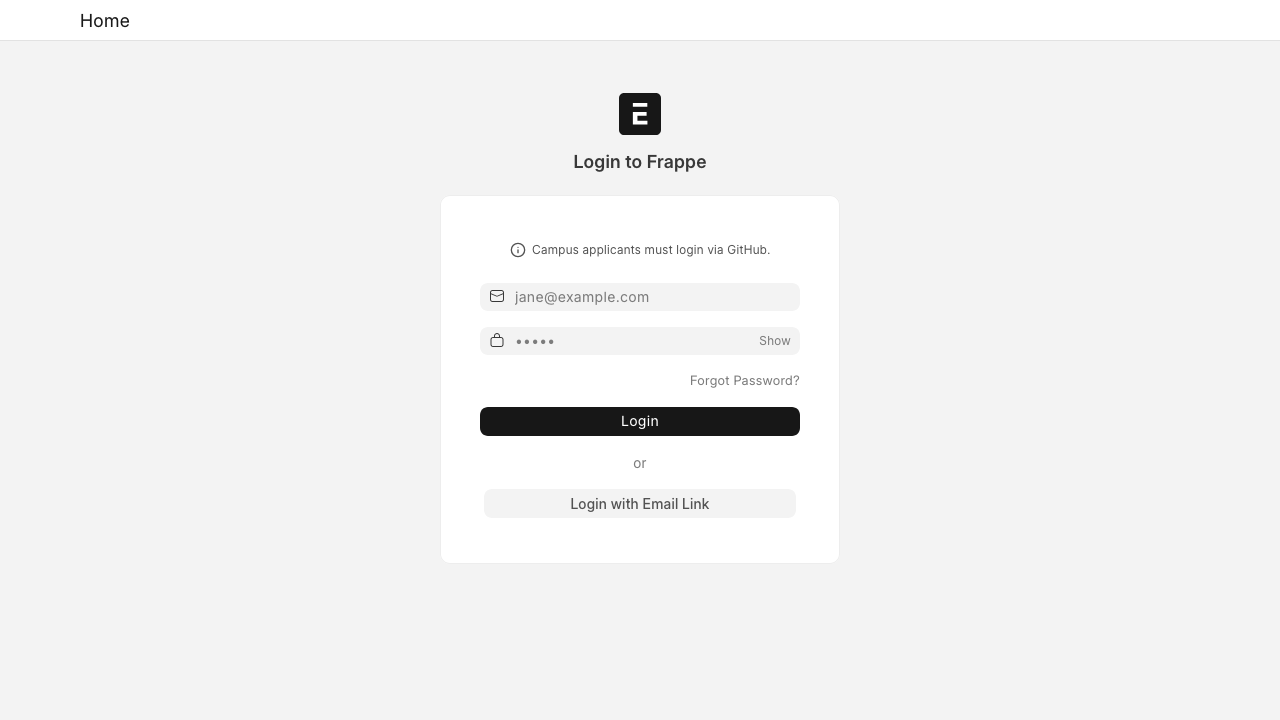 Home
Login to Frappe
Campus applicants must login via GitHub.
jane@example.com
••••• Show
Forgot Password?
Login
or
Login with Email Link